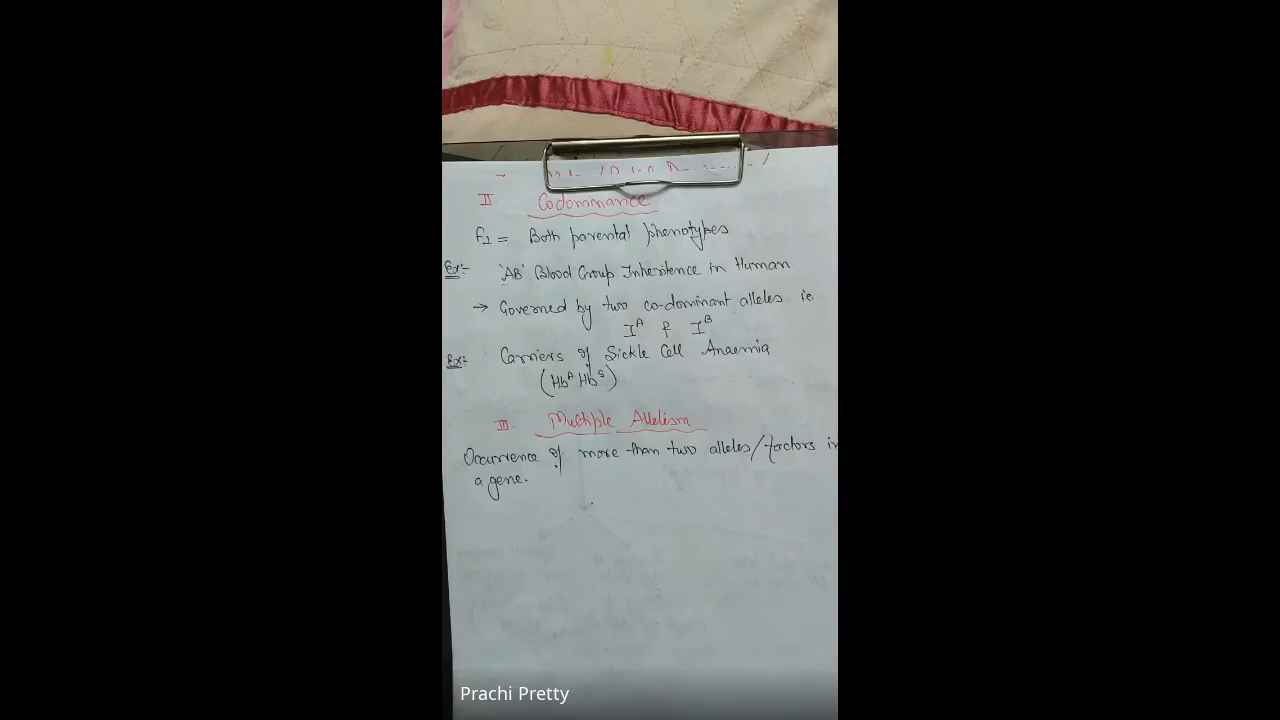 II. Codominance
F1 = Both parental phenotypes
Ex:- 'AB' Blood Group Inheritence in Human
→ Governed by two co-dominant alleles i.e.
I^A & I^B
Ex:- Carriers of Sickle Cell Anaemia
(Hb^A Hb^S)
III. Multiple Allelism
Occurrence of more than two alleles/factors in
a gene.
Prachi Pretty